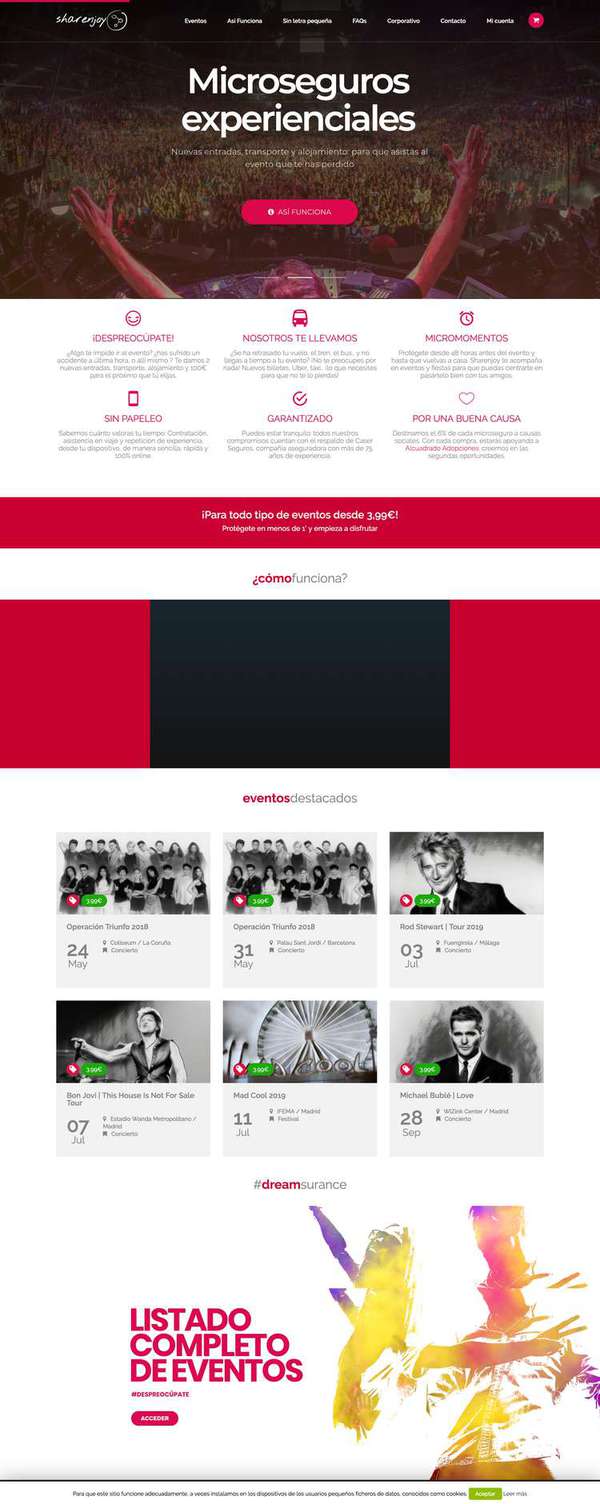 sharenjoy
Eventos Así Funciona Sin letra pequeña FAQs Corporativo Contacto Mi cuenta
Microseguros
experienciales
Nuevas entradas, transporte y alojamiento: para que asistas al
evento que te has perdido
ASÍ FUNCIONA
¡DESPREOCÚPATE!
¿Algo te impide ir al evento? ¿has sufrido un
accidente a última hora, o allí mismo ? Te damos 2
nuevas entradas, transporte, alojamiento y 100€
para el próximo que tú elijas.
NOSOTROS TE LLEVAMOS
¿Se ha retrasado tu vuelo, el tren, el bus... y no
llegas a tiempo a tu evento? ¡No te preocupes por
nada! Nuevos billetes, Uber, taxi... ¡lo que necesites
para que no te lo pierdas!
MICROMOMENTOS
Protégete desde 48 horas antes del evento y
hasta que vuelvas a casa. Sharenjoy te acompaña
en eventos y fiestas para que puedas centrarte en
pasártelo bien con tus amigos.
SIN PAPELEO
Sabemos cuánto valoras tu tiempo: Contratación,
asistencia en viaje y repetición de experiencia,
desde tu dispositivo, de manera sencilla, rápida y
100% online.
GARANTIZADO
Puedes estar tranquilo: todos nuestros
compromisos cuentan con el respaldo de Caser
Seguros, compañía aseguradora con más de 75
años de experiencia.
POR UNA BUENA CAUSA
Destinamos el 6% de cada microseguro a causas
sociales. Con cada compra, estarás apoyando a
Alcuadrado Adopciones: creemos en las
segundas oportunidades.
¡Para todo tipo de eventos desde 3,99€!
Protégete en menos de 1' y empieza a disfrutar
¿cómofunciona?
eventosdestacados
3.99€
Operación Triunfo 2018
24
May
Coliseum / La Coruña
Concierto
3.99€
Operación Triunfo 2018
31
May
Palau Sant Jordi / Barcelona
Concierto
3.99€
Rod Stewart | Tour 2019
03
Jul
Fuengirola / Málaga
Concierto
3.99€
Bon Jovi | This House Is Not For Sale
Tour
07
Jul
Estadio Wanda Metropolitano /
Madrid
Concierto
3.99€
Mad Cool 2019
11
Jul
IFEMA / Madrid
Festival
3.99€
Michael Bublé | Love
28
Sep
WiZink Center / Madrid
Concierto
#dreamsurance
LISTADO
COMPLETO
DE EVENTOS
#DESPREOCÚPATE
ACCEDER
Para que este sitio funcione adecuadamente, a veces instalamos en los dispositivos de los usuarios pequeños ficheros de datos, conocidos como cookies. Aceptar Leer más